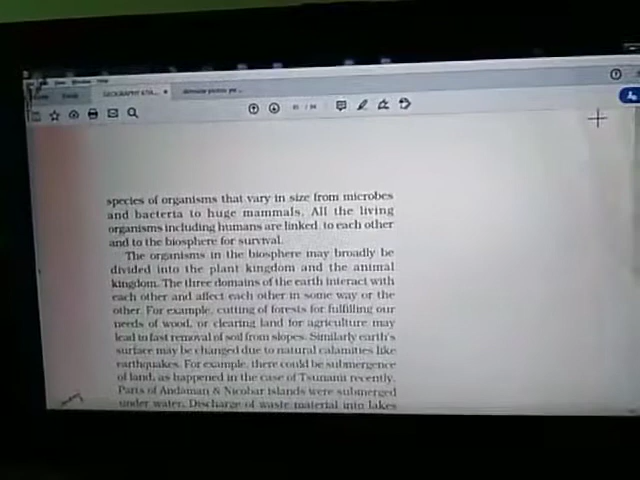 GEOGRAPHY 6TH...
species of organisms that vary in size from microbes
and bacteria to huge mammals. All the living
organisms including humans are linked to each other
and to the biosphere for survival.
The organisms in the biosphere may broadly be
divided into the plant kingdom and the animal
kingdom. The three domains of the earth interact with
each other and affect each other in some way or the
other. For example, cutting of forests for fulfilling our
needs of wood, or clearing land for agriculture may
lead to fast removal of soil from slopes. Similarly earth's
surface may be changed due to natural calamities like
earthquakes. For example, there could be submergence
of land, as happened in the case of Tsunami recently.
Parts of Andaman & Nicobar islands were submerged
under water. Discharge of waste material into lakes